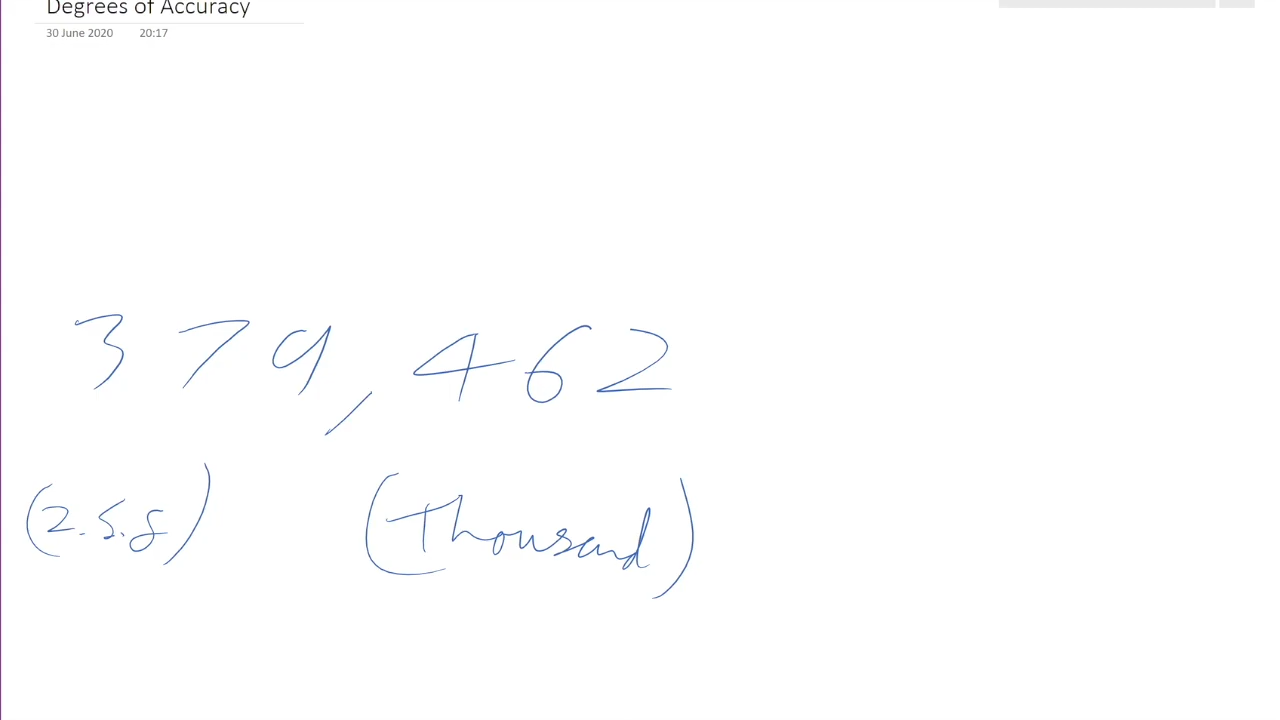 Degrees of Accuracy
30 June 2020 20:17
379,462
(2.s.f) (Thousand)